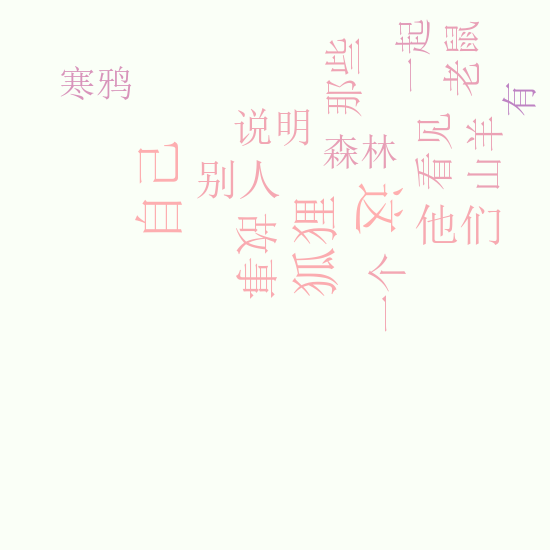 一起
老鼠
那些
寒鸦
有
说明
森林
看见
山羊
自己
别人
故事
狐狸
这
他们
一个